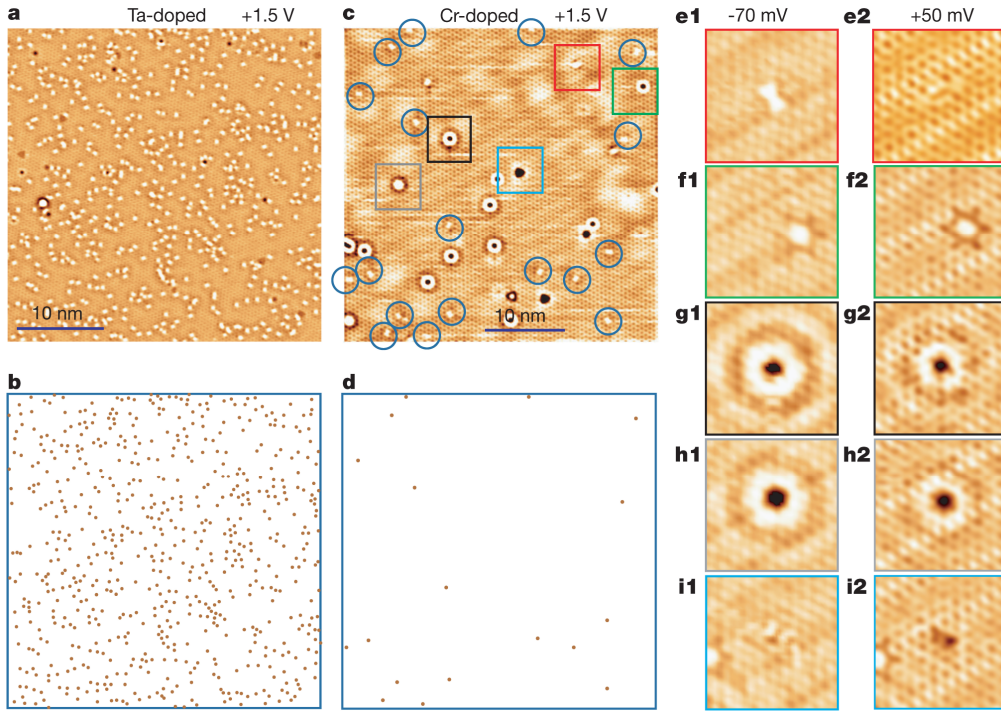 a Ta-doped +1.5 V c Cr-doped +1.5 V e1 -70 mV e2 +50 mV
f1 f2
10 nm 10 nm
g1 g2
b d
h1 h2
i1 i2